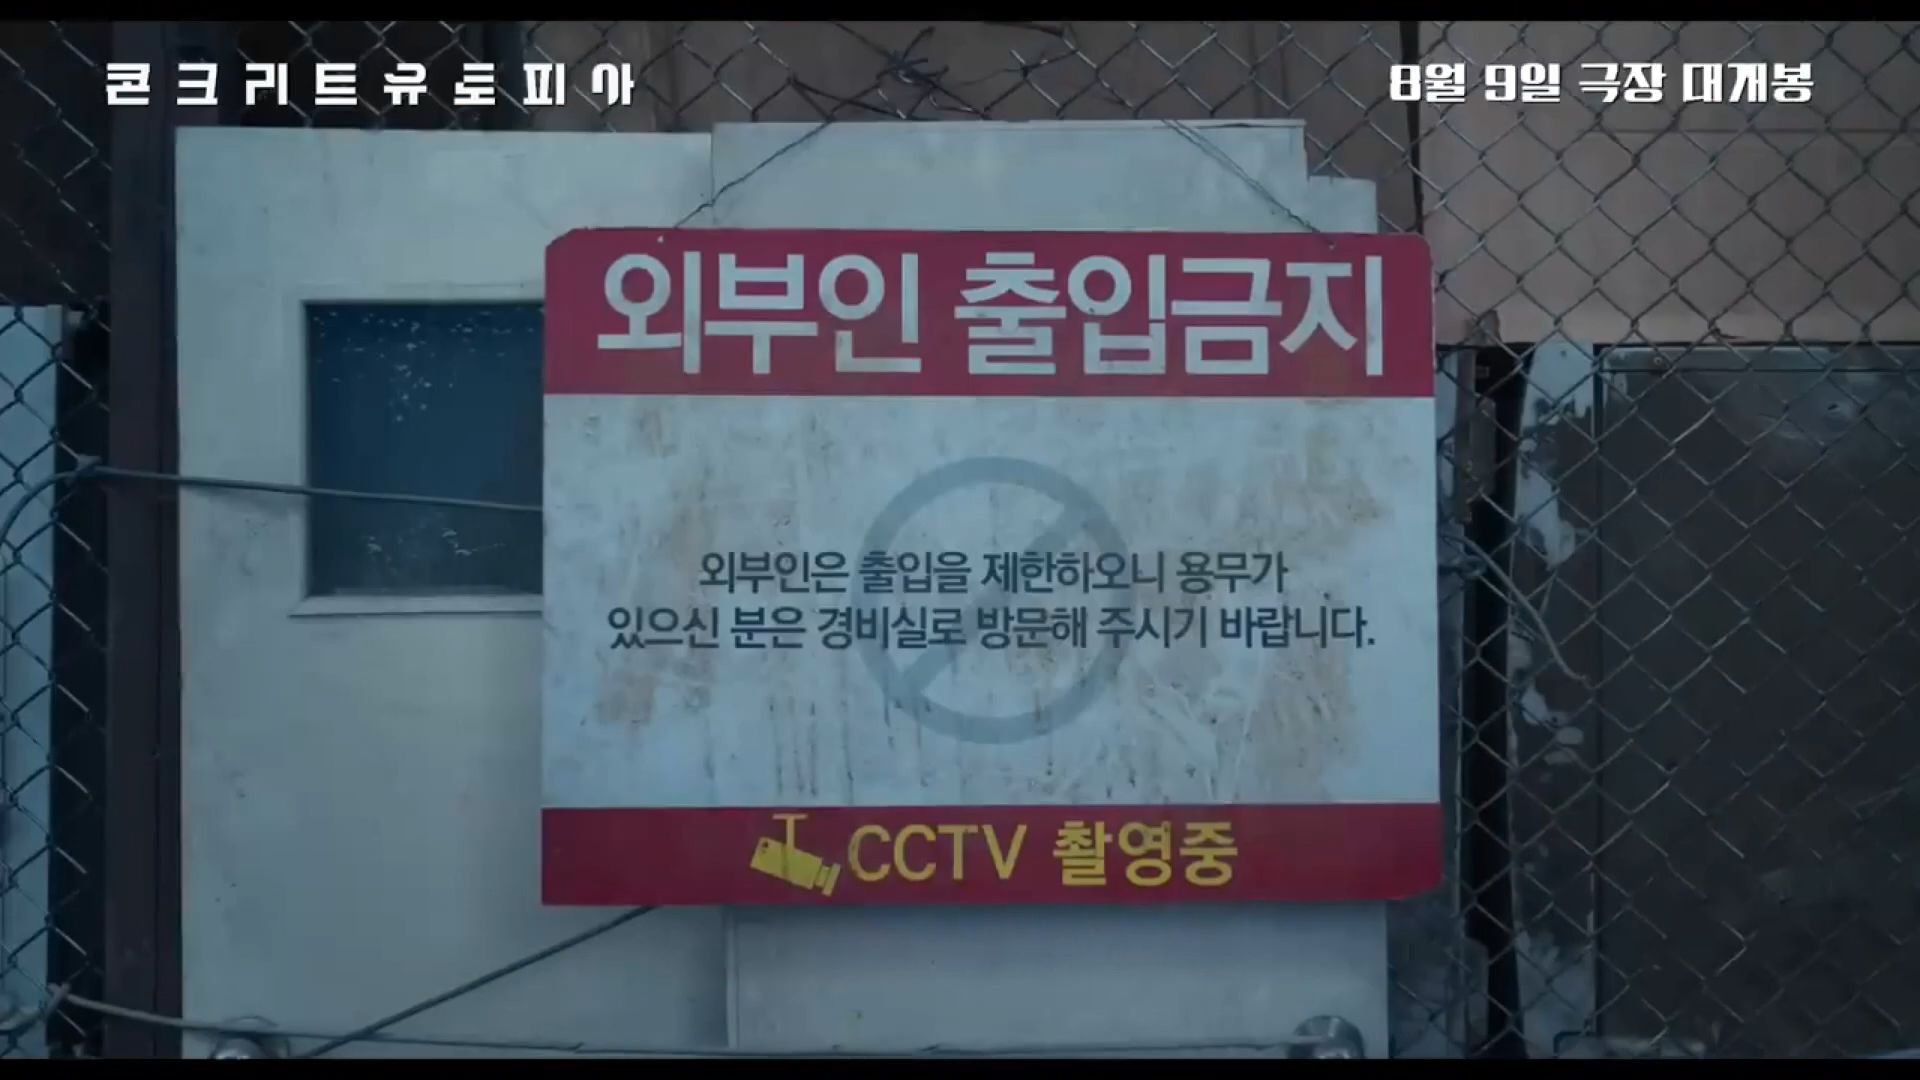 콘크리트유토피아
8월 9일 극장 대개봉
외부인 출입금지
외부인은 출입을 제한하오니 용무가
있으신 분은 경비실로 방문해 주시기 바랍니다.
CCTV 촬영중